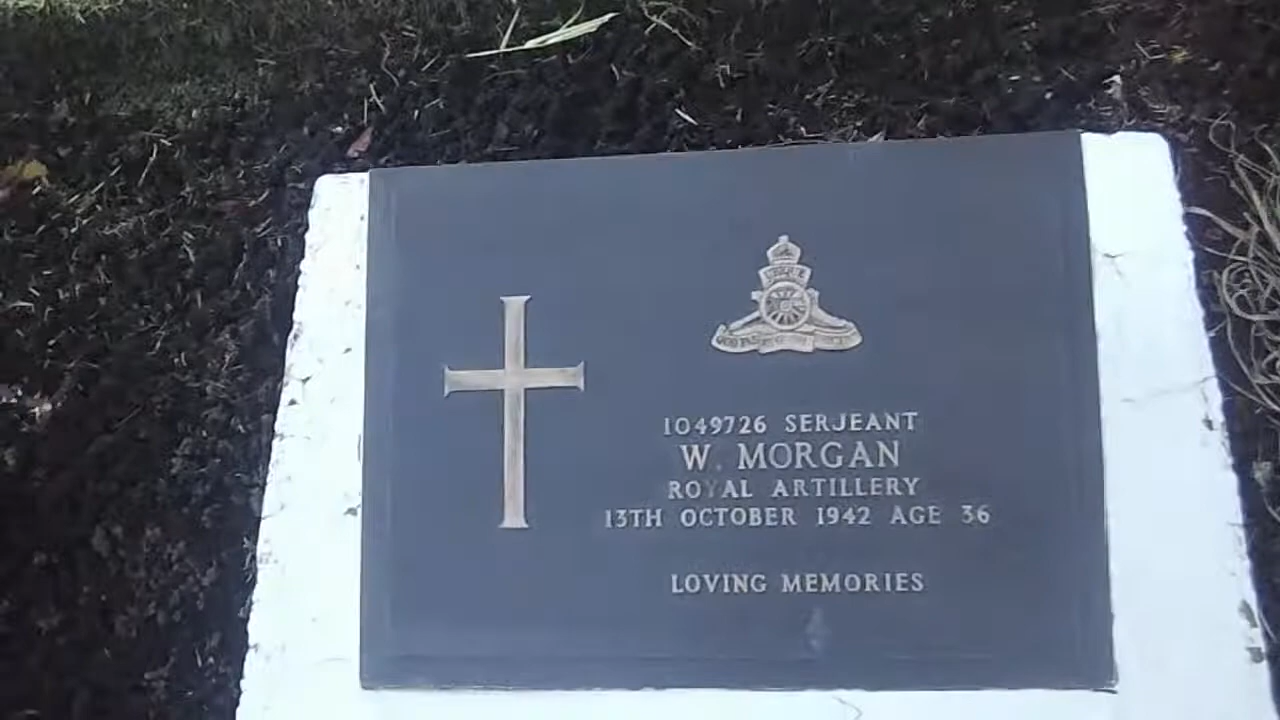 1049726 SERJEANT
W. MORGAN
ROYAL ARTILLERY
13TH OCTOBER 1942 AGE 36
LOVING MEMORIES